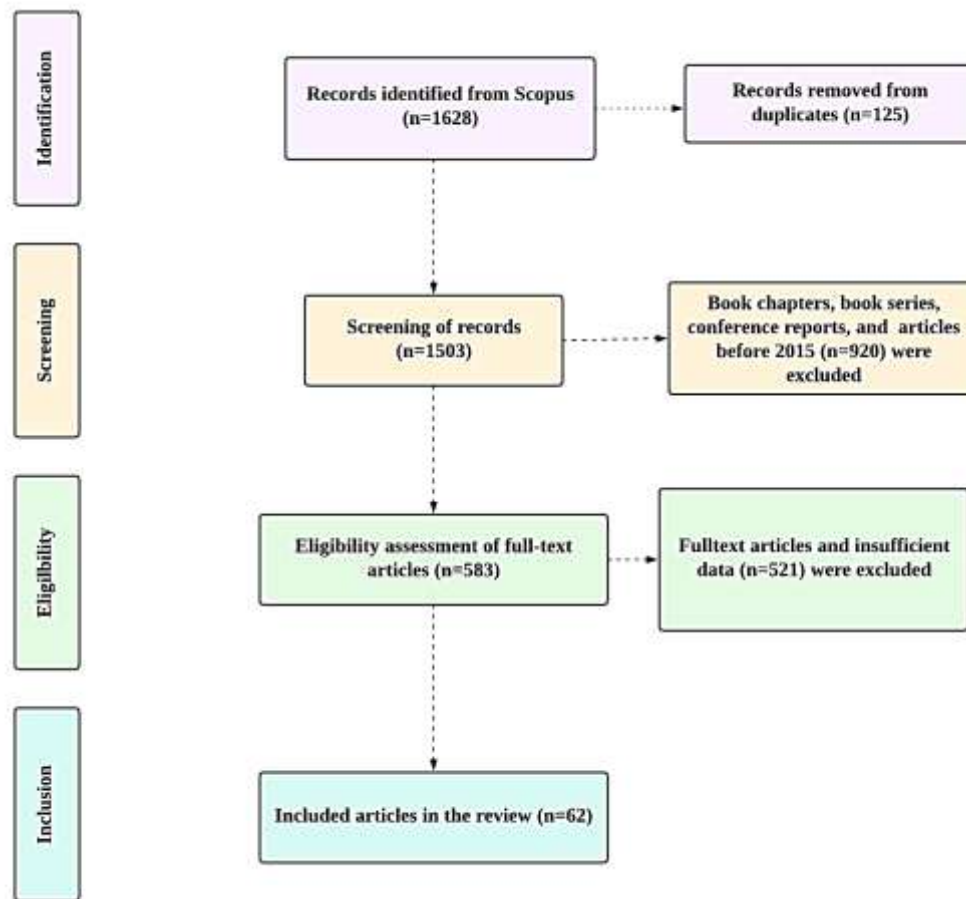 Identification
Records identified from Scopus
(n=1628)
Records removed from
duplicates (n=125)
Screening
Screening of records
(n=1503)
Book chapters, book series,
conference reports, and articles
before 2015 (n=920) were
excluded
Eligilbility
Eligibility assessment of full-text
articles (n=583)
Fulltext articles and insufficient
data (n=521) were excluded
Inclusion
Included articles in the review (n=62)